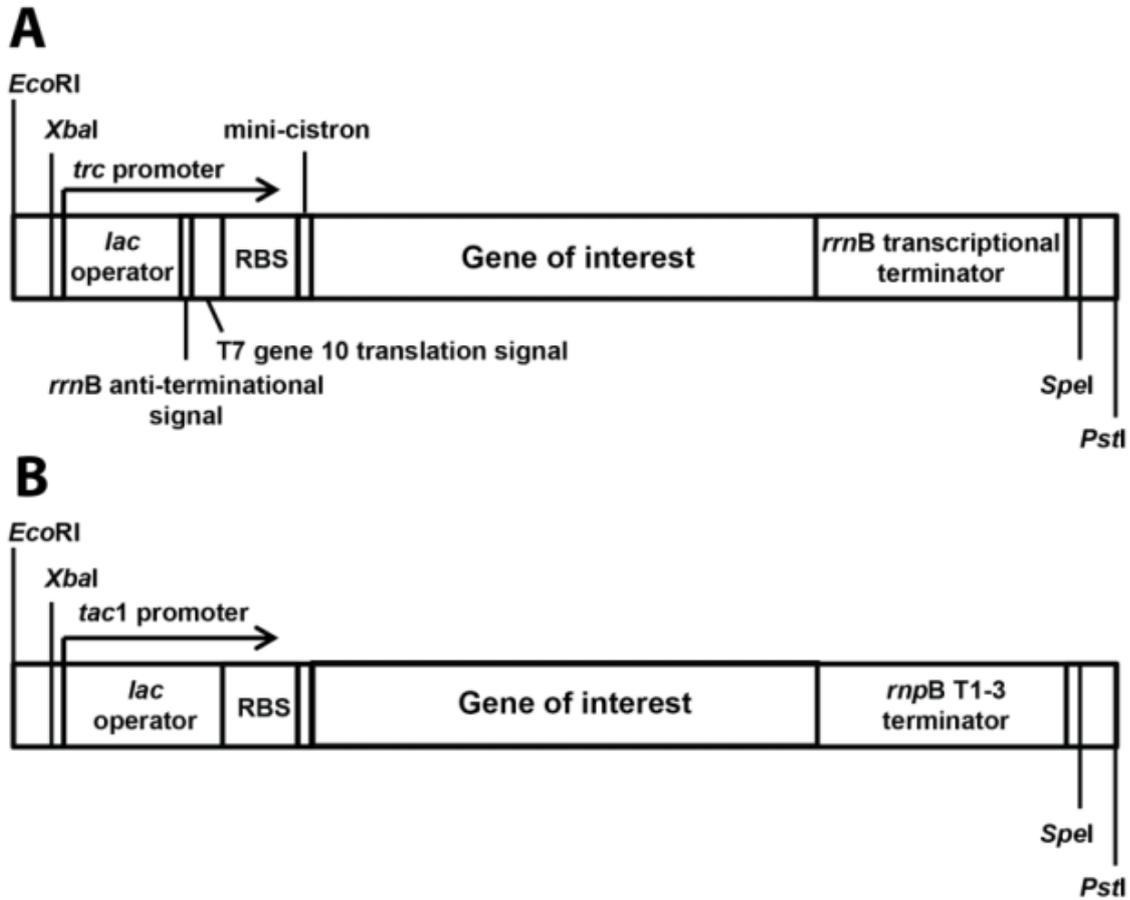 A
EcoRI
XbaI
mini-cistron
trc promoter
lac
operator
RBS
Gene of interest
rrnB transcriptional
terminator
T7 gene 10 translation signal
rrnB anti-terminational
signal
SpeI
PstI
B
EcoRI
XbaI
tac1 promoter
lac
operator
RBS
Gene of interest
rnpB T1-3
terminator
SpeI
PstI